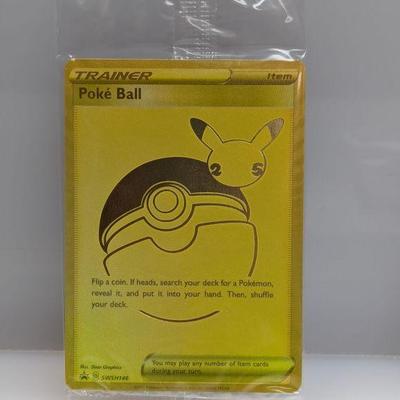 TRAINER Item
Poké Ball
25
Flip a coin. If heads, search your deck for a Pokémon,
reveal it, and put it into your hand. Then, shuffle
your deck.
Illus. Studio Graphics
You may play any number of Item cards
during your turn.
SWSH146